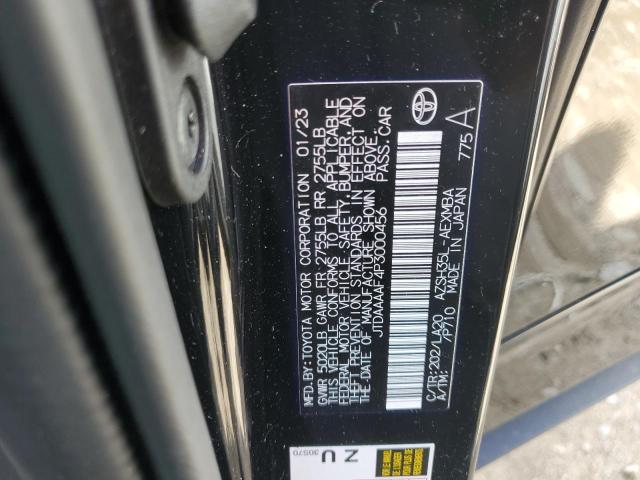 MFD.BY:TOYOTA MOTOR CORPORATION 01/23
GVWR 5020LB GAWR FR 2755LB RR 2755LB
THIS VEHICLE CONFORMS TO ALL APPLICABLE
FEDERAL MOTOR VEHICLE SAFETY,BUMPER, AND
THEFT PREVENTION STANDARDS IN EFFECT ON
THE DATE OF MANUFACTURE SHOWN ABOVE.
JTDAAAAF4P3000456 PASS.CAR
C/TR:202/LA20 AZSH35L-AEXMBA
A/TM: /P710 MADE IN JAPAN 775 A
N U
30S70